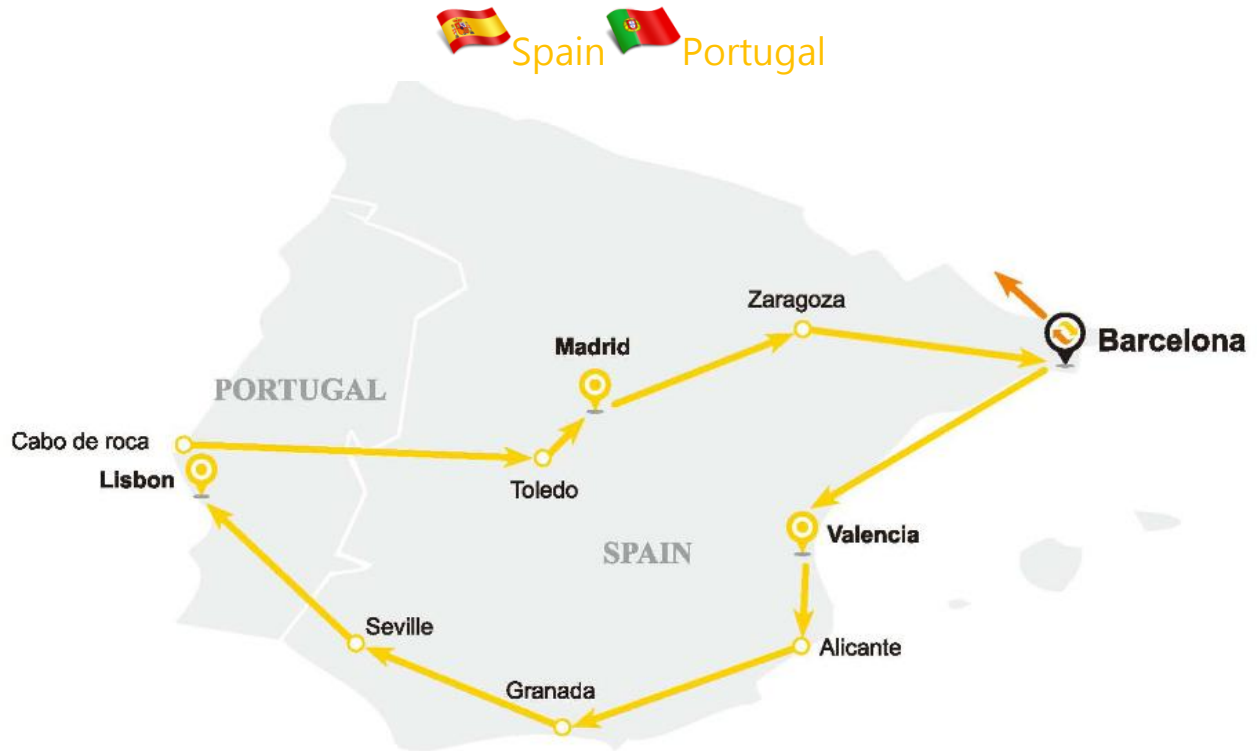 Spain Portugal
Zaragoza
Barcelona
Madrid
PORTUGAL
Cabo de roca
Lisbon
Toledo
Valencia
SPAIN
Seville
Alicante
Granada